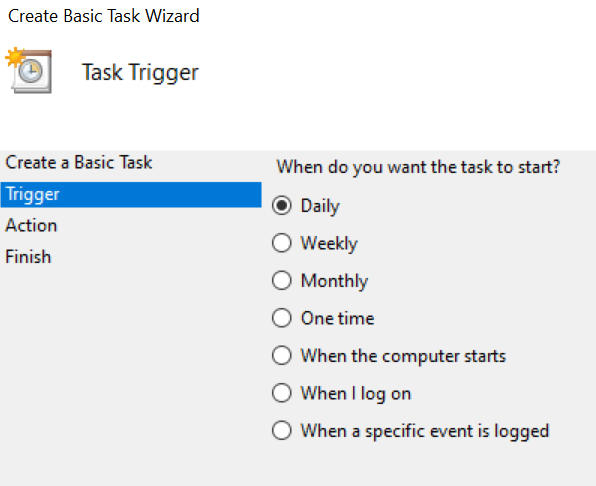 Create Basic Task Wizard
Task Trigger
Create a Basic Task
Trigger
Action
Finish
When do you want the task to start?
Daily
Weekly
Monthly
One time
When the computer starts
When I log on
When a specific event is logged